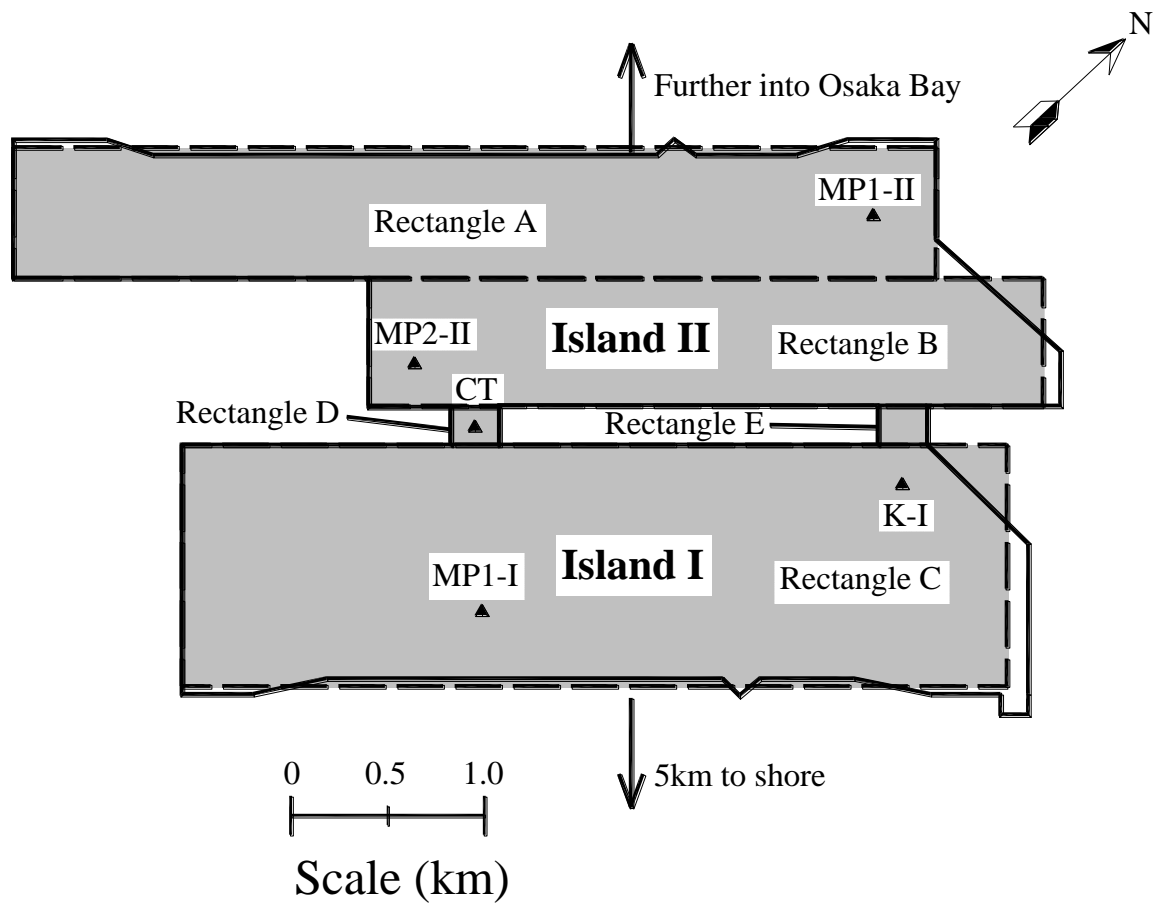 N
Further into Osaka Bay
MP1-II
Rectangle A
MP2-II
Island II
Rectangle B
CT
Rectangle D
Rectangle E
K-I
Island I
MP1-I
Rectangle C
5km to shore
0 0.5 1.0
Scale (km)